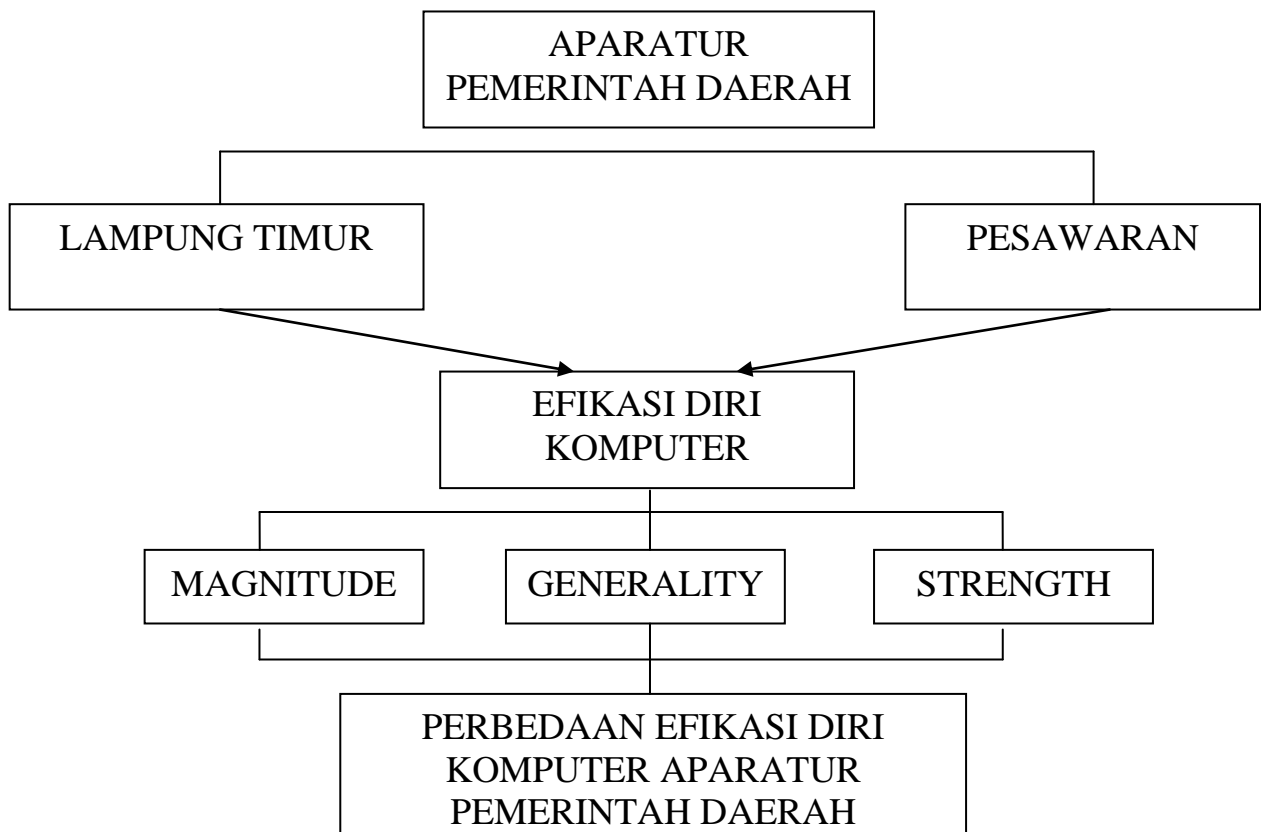 APARATUR
PEMERINTAH DAERAH
LAMPUNG TIMUR
PESAWARAN
EFIKASI DIRI
KOMPUTER
MAGNITUDE
GENERALITY
STRENGTH
PERBEDAAN EFIKASI DIRI
KOMPUTER APARATUR
PEMERINTAH DAERAH